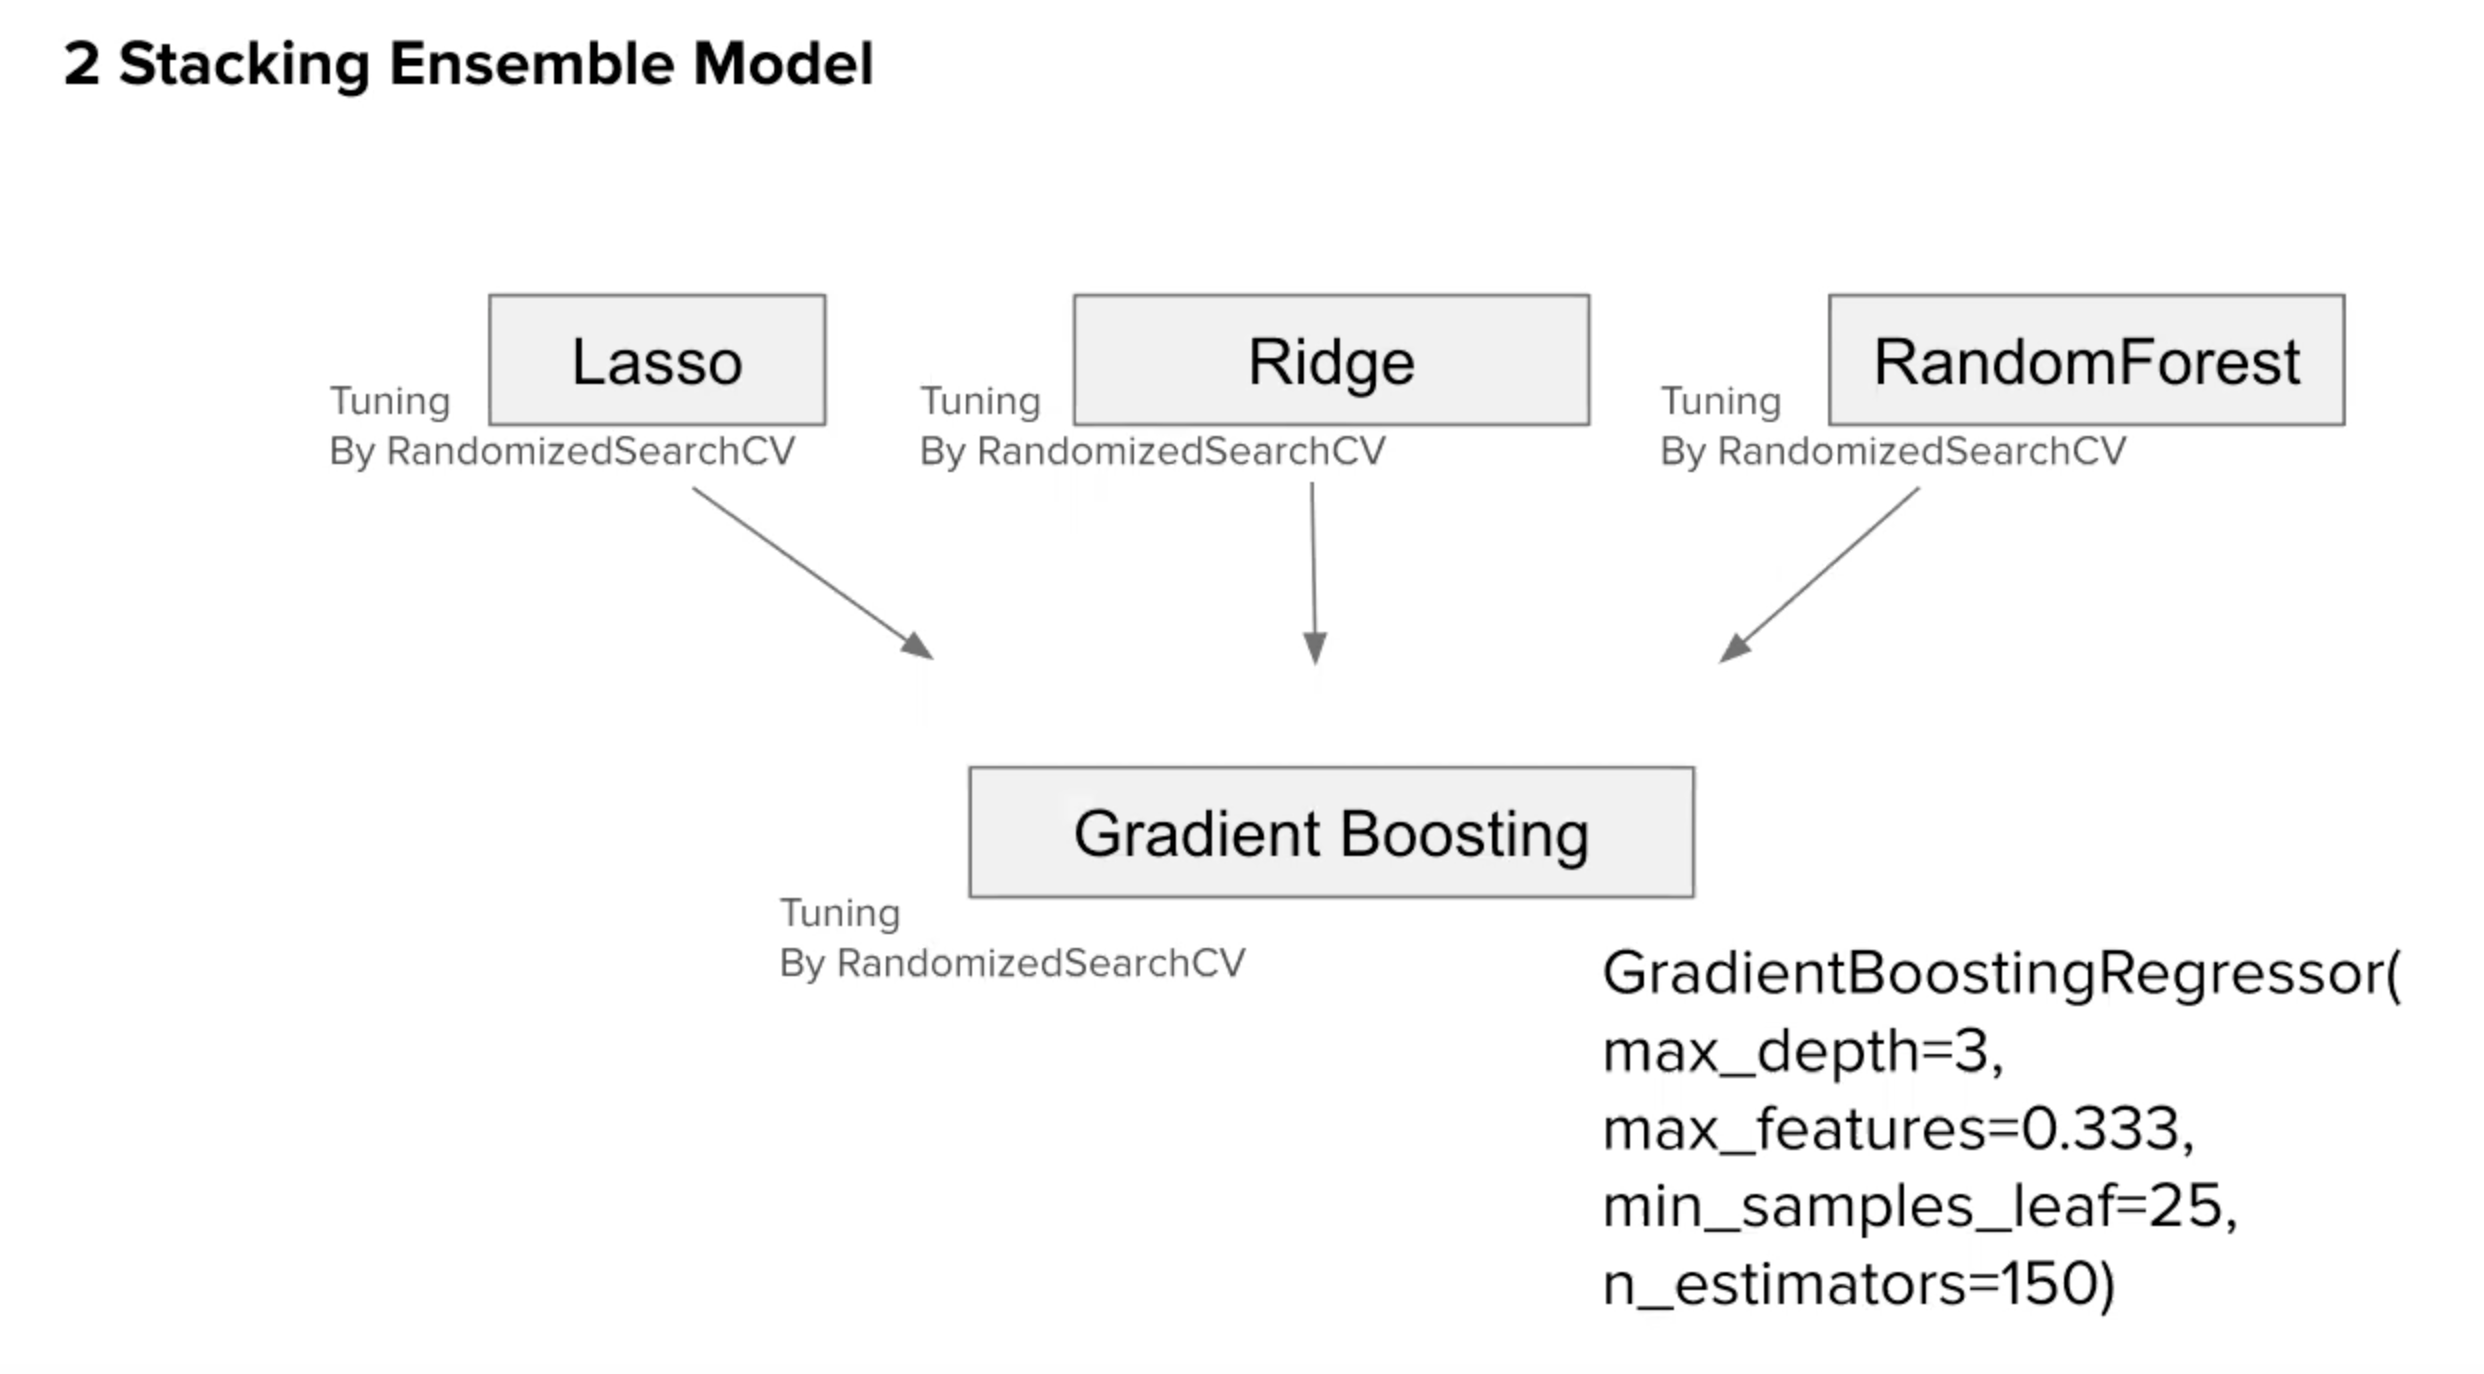 2 Stacking Ensemble Model
Lasso
Tuning
By RandomizedSearchCV
Ridge
Tuning
By RandomizedSearchCV
RandomForest
Tuning
By RandomizedSearchCV
Gradient Boosting
Tuning
By RandomizedSearchCV
GradientBoostingRegressor(
max_depth=3,
max_features=0.333,
min_samples_leaf=25,
n_estimators=150)